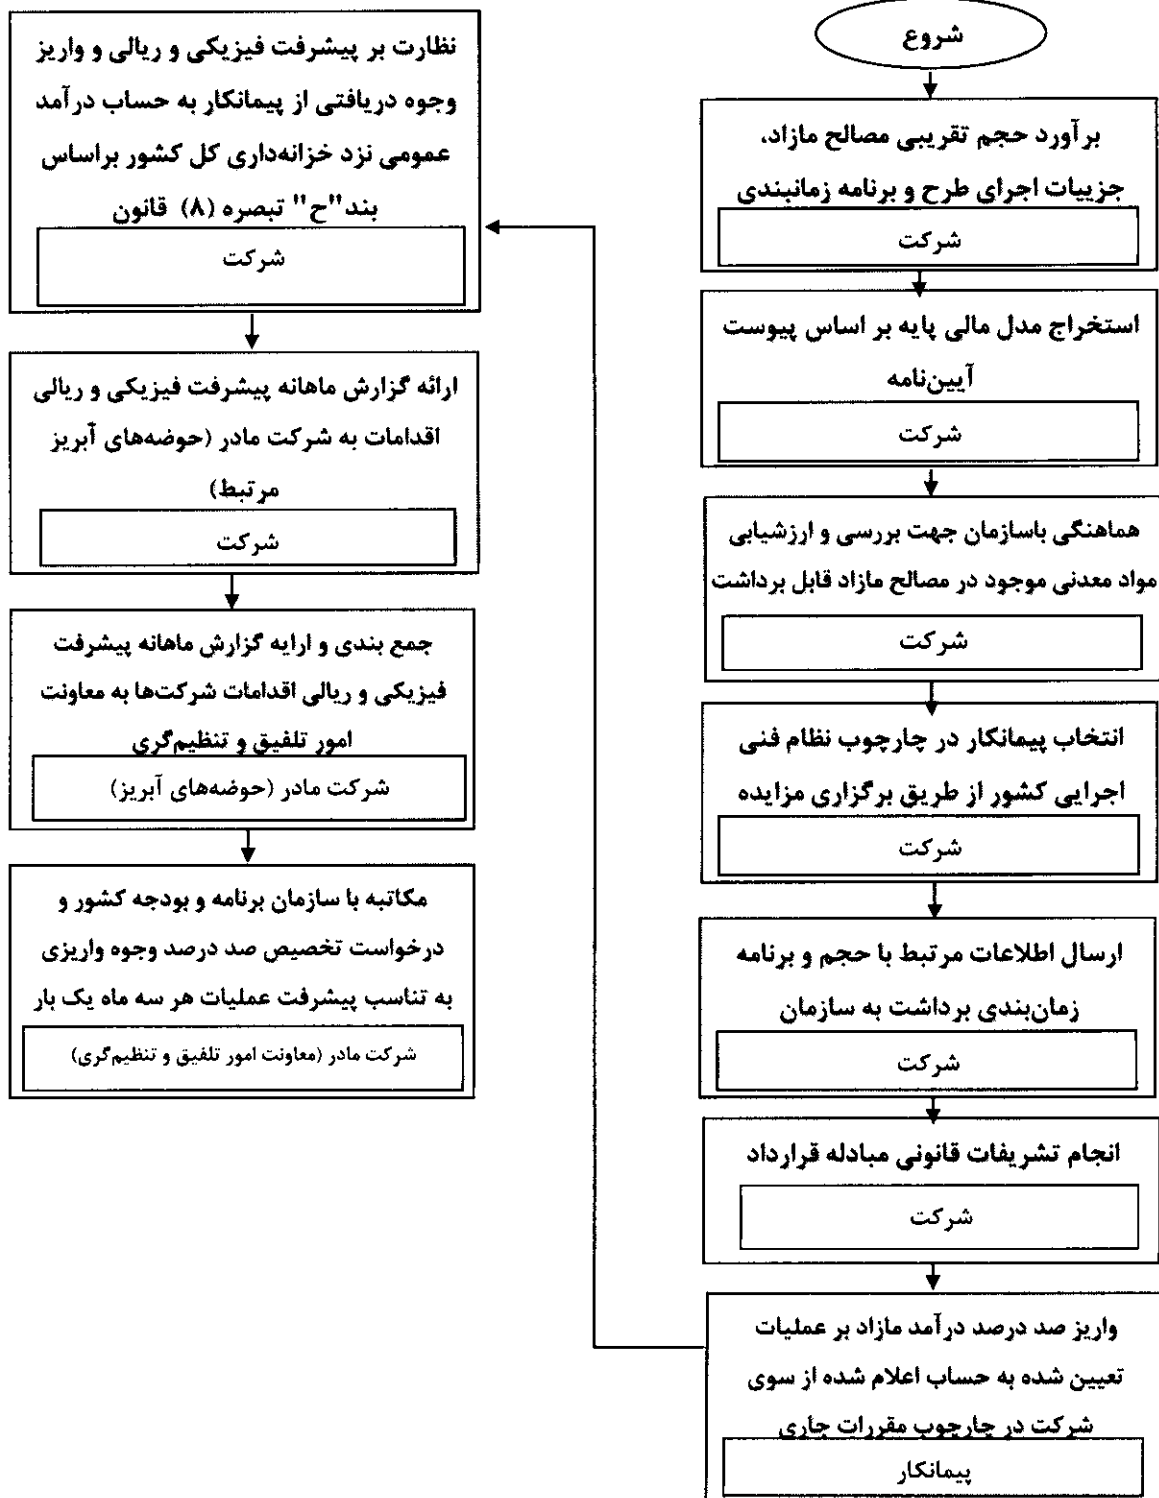 شروع
برآورد حجم تقریبی مصالح مازاد،
جزییات اجرای طرح و برنامه زمانبندی
شرکت
استخراج مدل مالی پایه بر اساس پیوست
آیین‌نامه
شرکت
هماهنگی باسازمان جهت بررسی و ارزشیابی
مواد معدنی موجود در مصالح مازاد قابل برداشت
شرکت
انتخاب پیمانکار در چارچوب نظام فنی
اجرایی کشور از طریق برگزاری مزایده
شرکت
ارسال اطلاعات مرتبط با حجم و برنامه
زمان‌بندی برداشت به سازمان
شرکت
انجام تشریفات قانونی مبادله قرارداد
شرکت
واریز صد درصد درآمد مازاد بر عملیات
تعیین شده به حساب اعلام شده از سوی
شرکت در چارچوب مقررات جاری
پیمانکار
نظارت بر پیشرفت فیزیکی و ریالی و واریز
وجوه دریافتی از پیمانکار به حساب درآمد
عمومی نزد خزانه‌داری کل کشور براساس
بند"ح" تبصره (۸) قانون
شرکت
ارائه گزارش ماهانه پیشرفت فیزیکی و ریالی
اقدامات به شرکت مادر (حوضه‌های آبریز
مرتبط)
شرکت
جمع بندی و ارایه گزارش ماهانه پیشرفت
فیزیکی و ریالی اقدامات شرکت‌ها به معاونت
امور تلفیق و تنظیم‌گری
شرکت مادر (حوضه‌های آبریز)
مکاتبه با سازمان برنامه و بودجه کشور و
درخواست تخصیص صد درصد وجوه واریزی
به تناسب پیشرفت عملیات هر سه ماه یک بار
شرکت مادر (معاونت امور تلفیق و تنظیم‌گری)